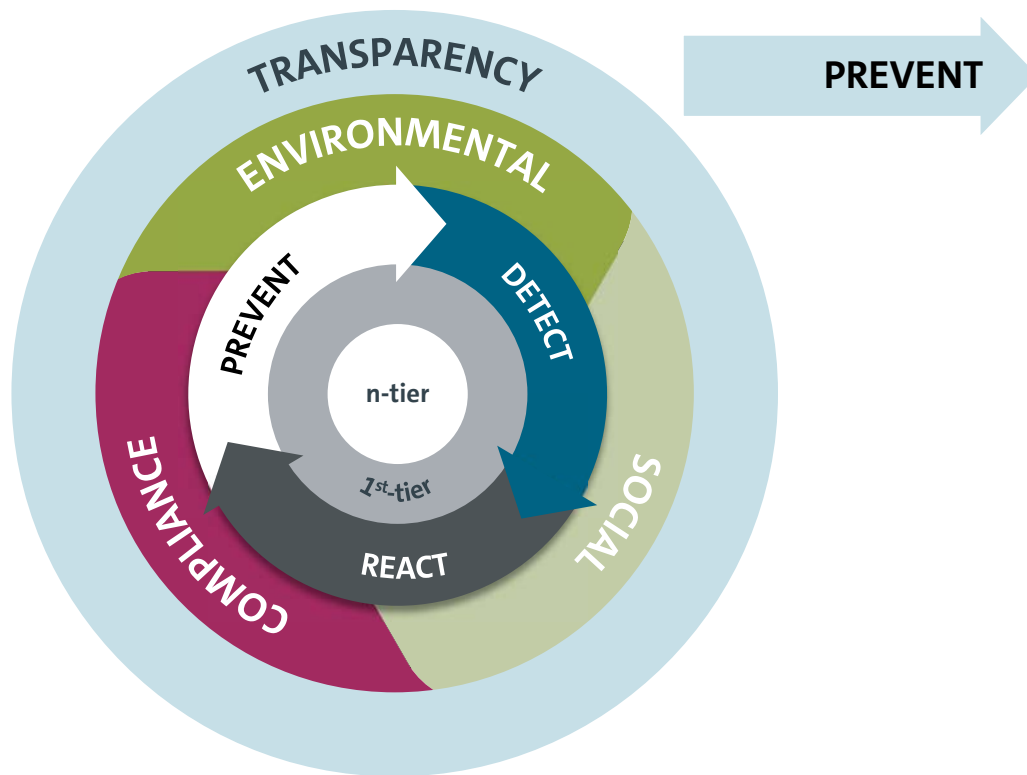 TRANSPARENCY
PREVENT
ENVIRONMENTAL
PREVENT
DETECT
n-tier
1st-tier
SOCIAL
COMPLIANCE
REACT